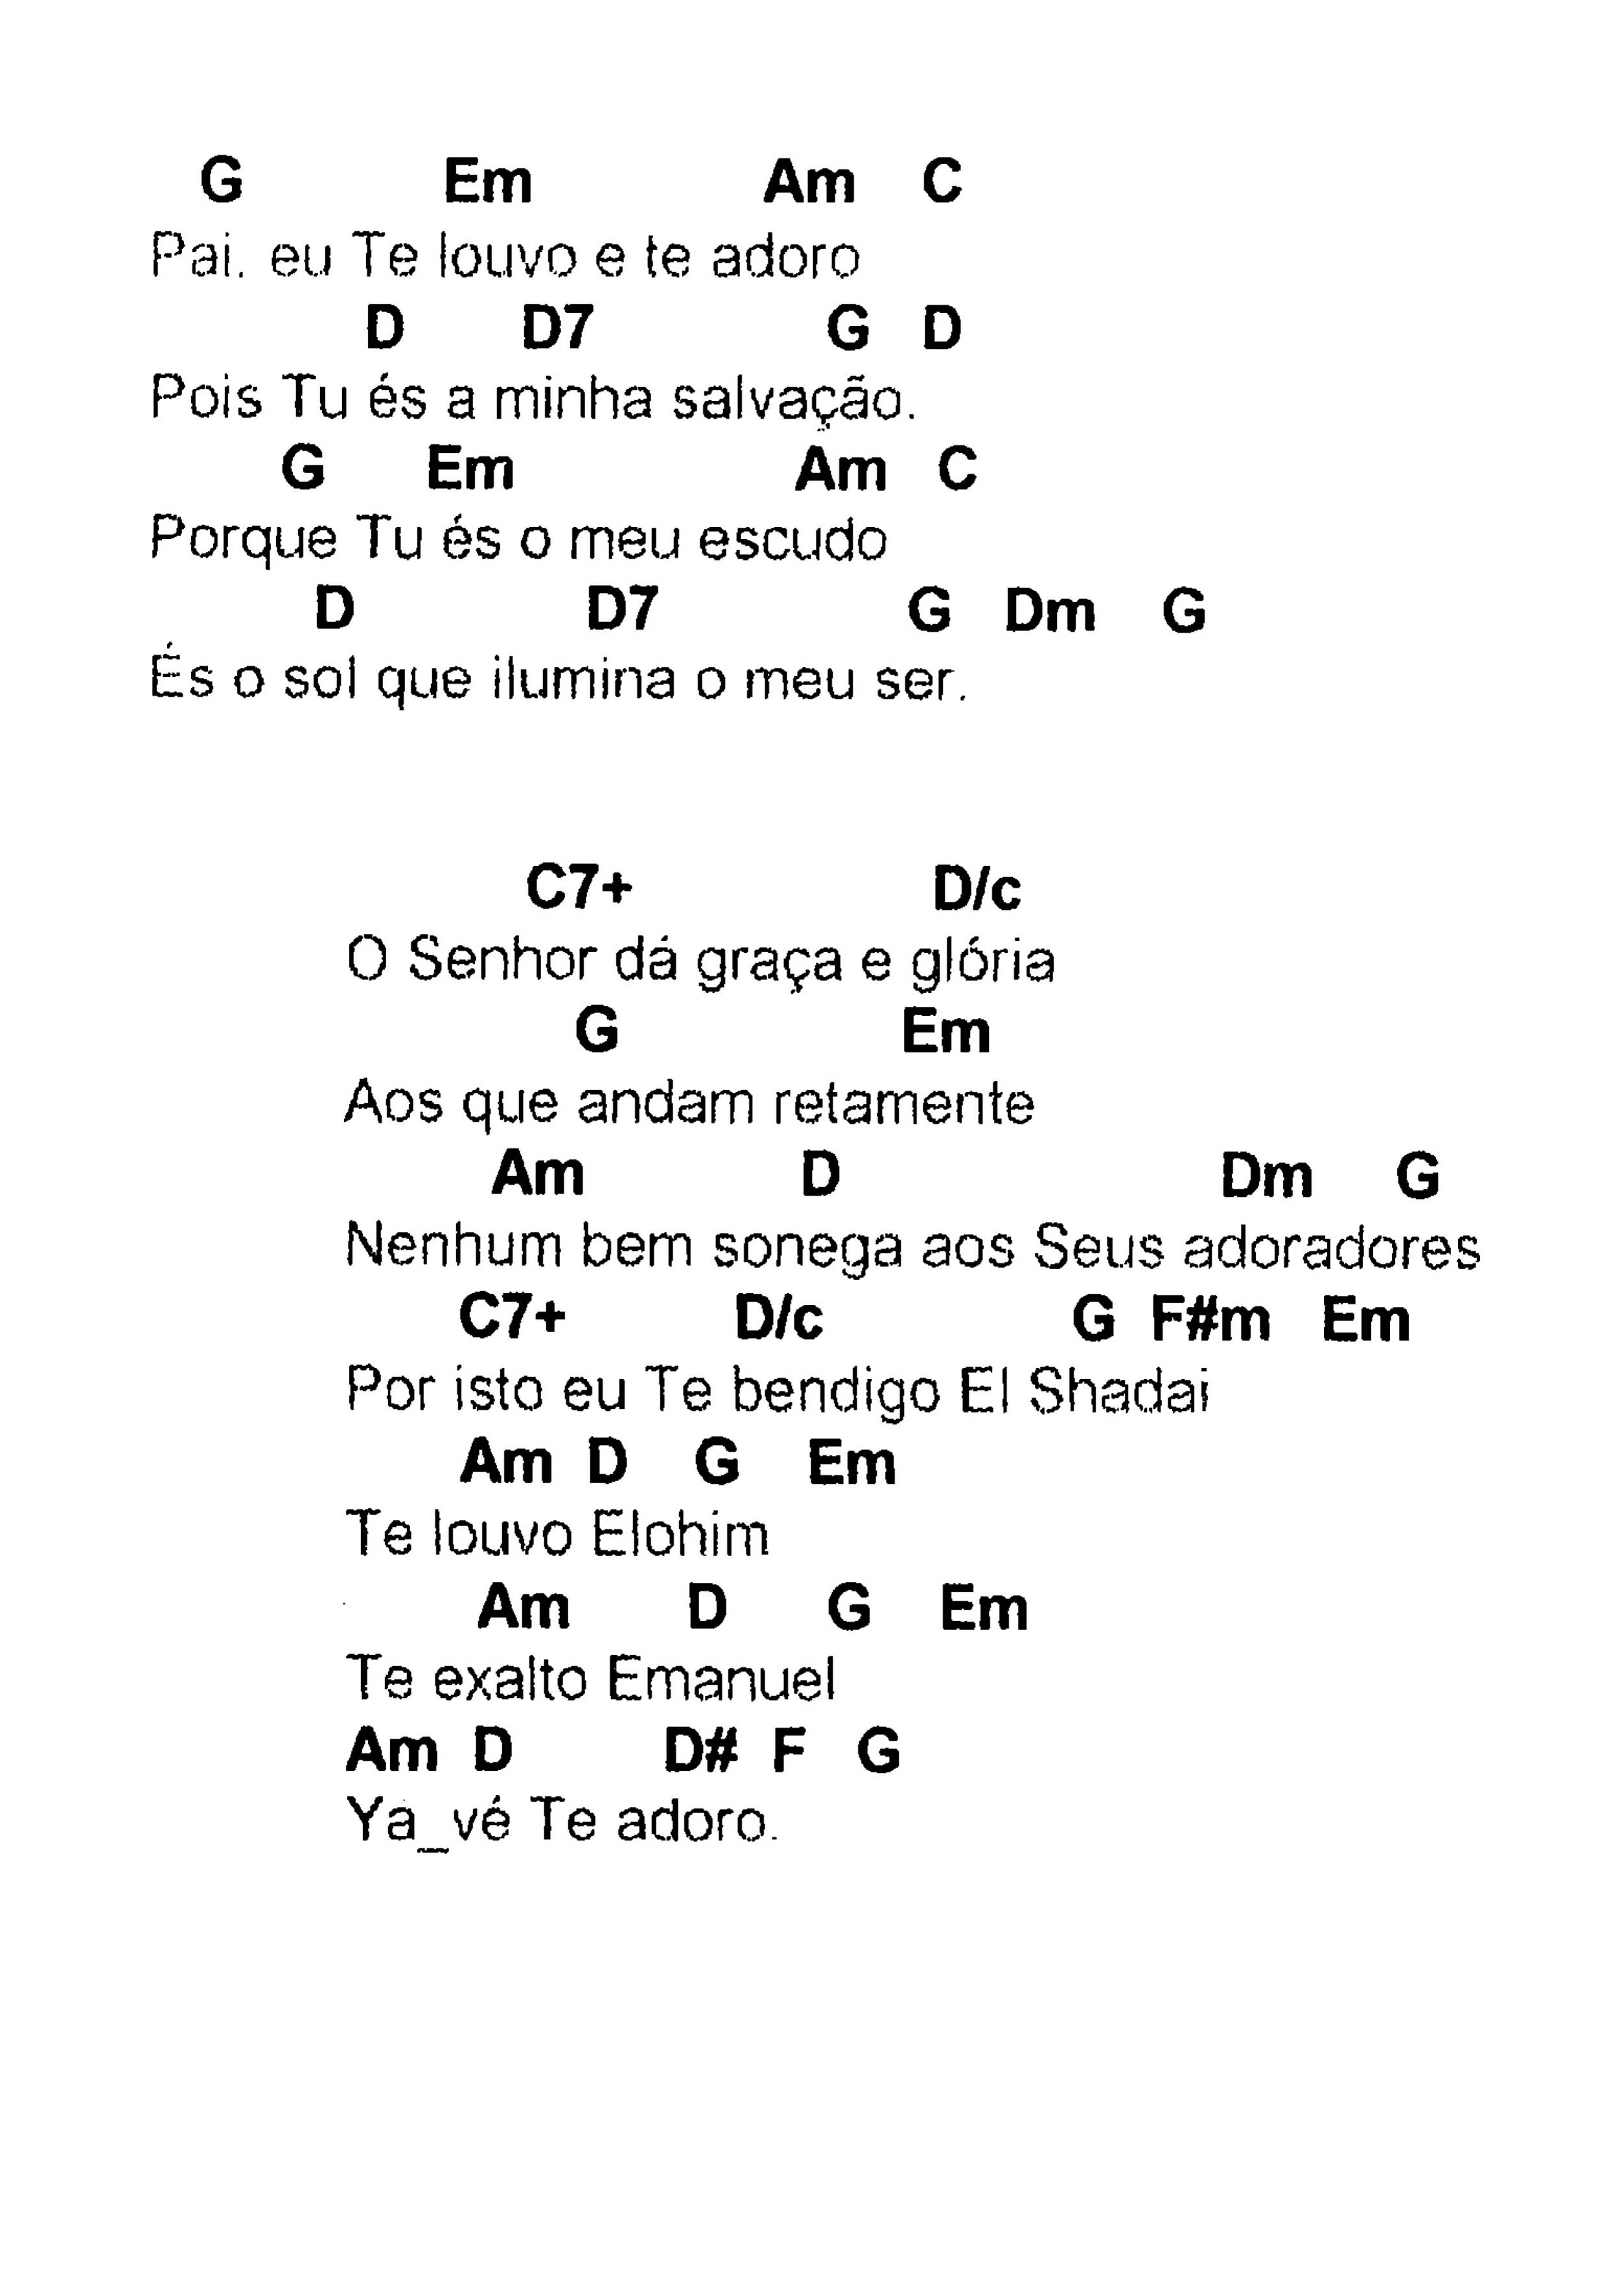 G Em Am C
Pai, eu Te louvo e te adoro
D D7 G D
Pois Tu és a minha salvação.
G Em Am C
Porque Tu és o meu escudo
D D7 G Dm G
És o sol que ilumina o meu ser.
C7+ D/c
O Senhor dá graça e glória
G Em
Aos que andam retamente
Am D Dm G
Nenhum bem sonega aos Seus adoradores
C7+ D/c G F#m Em
Por isto eu Te bendigo El Shadai
Am D G Em
Te louvo Elohim
Am D G Em
Te exalto Emanuel
Am D D# F G
Ya_vé Te adoro.